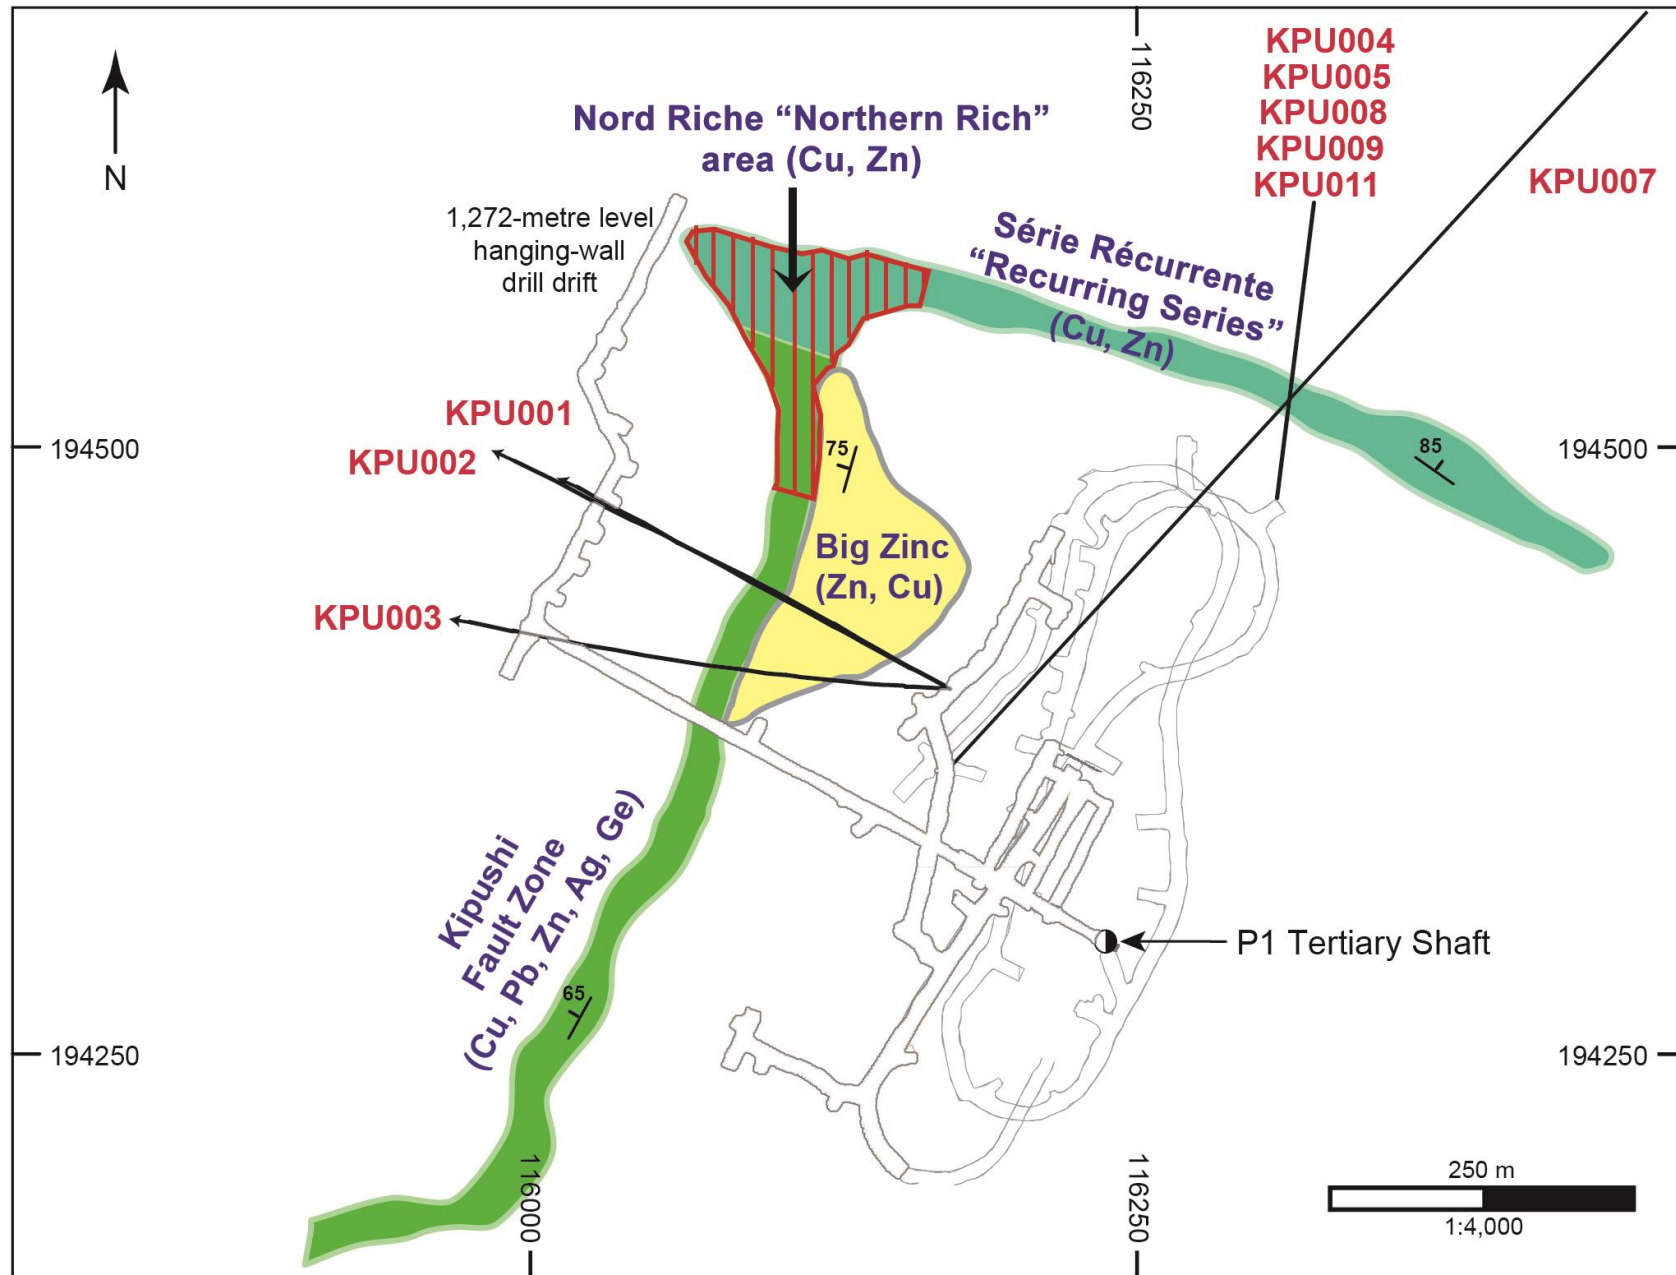 116250
KPU004
KPU005
KPU008
KPU009
KPU011
KPU007
N
Nord Riche “Northern Rich”
area (Cu, Zn)
1,272-metre level
hanging-wall
drill drift
Série Récurrente
“Recurring Series”
(Cu, Zn)
KPU001
KPU002
194500
75
85
194500
Big Zinc
(Zn, Cu)
KPU003
Kipushi
Fault Zone
(Cu, Pb, Zn, Ag, Ge)
P1 Tertiary Shaft
65
194250
194250
116000
116250
250 m
1:4,000